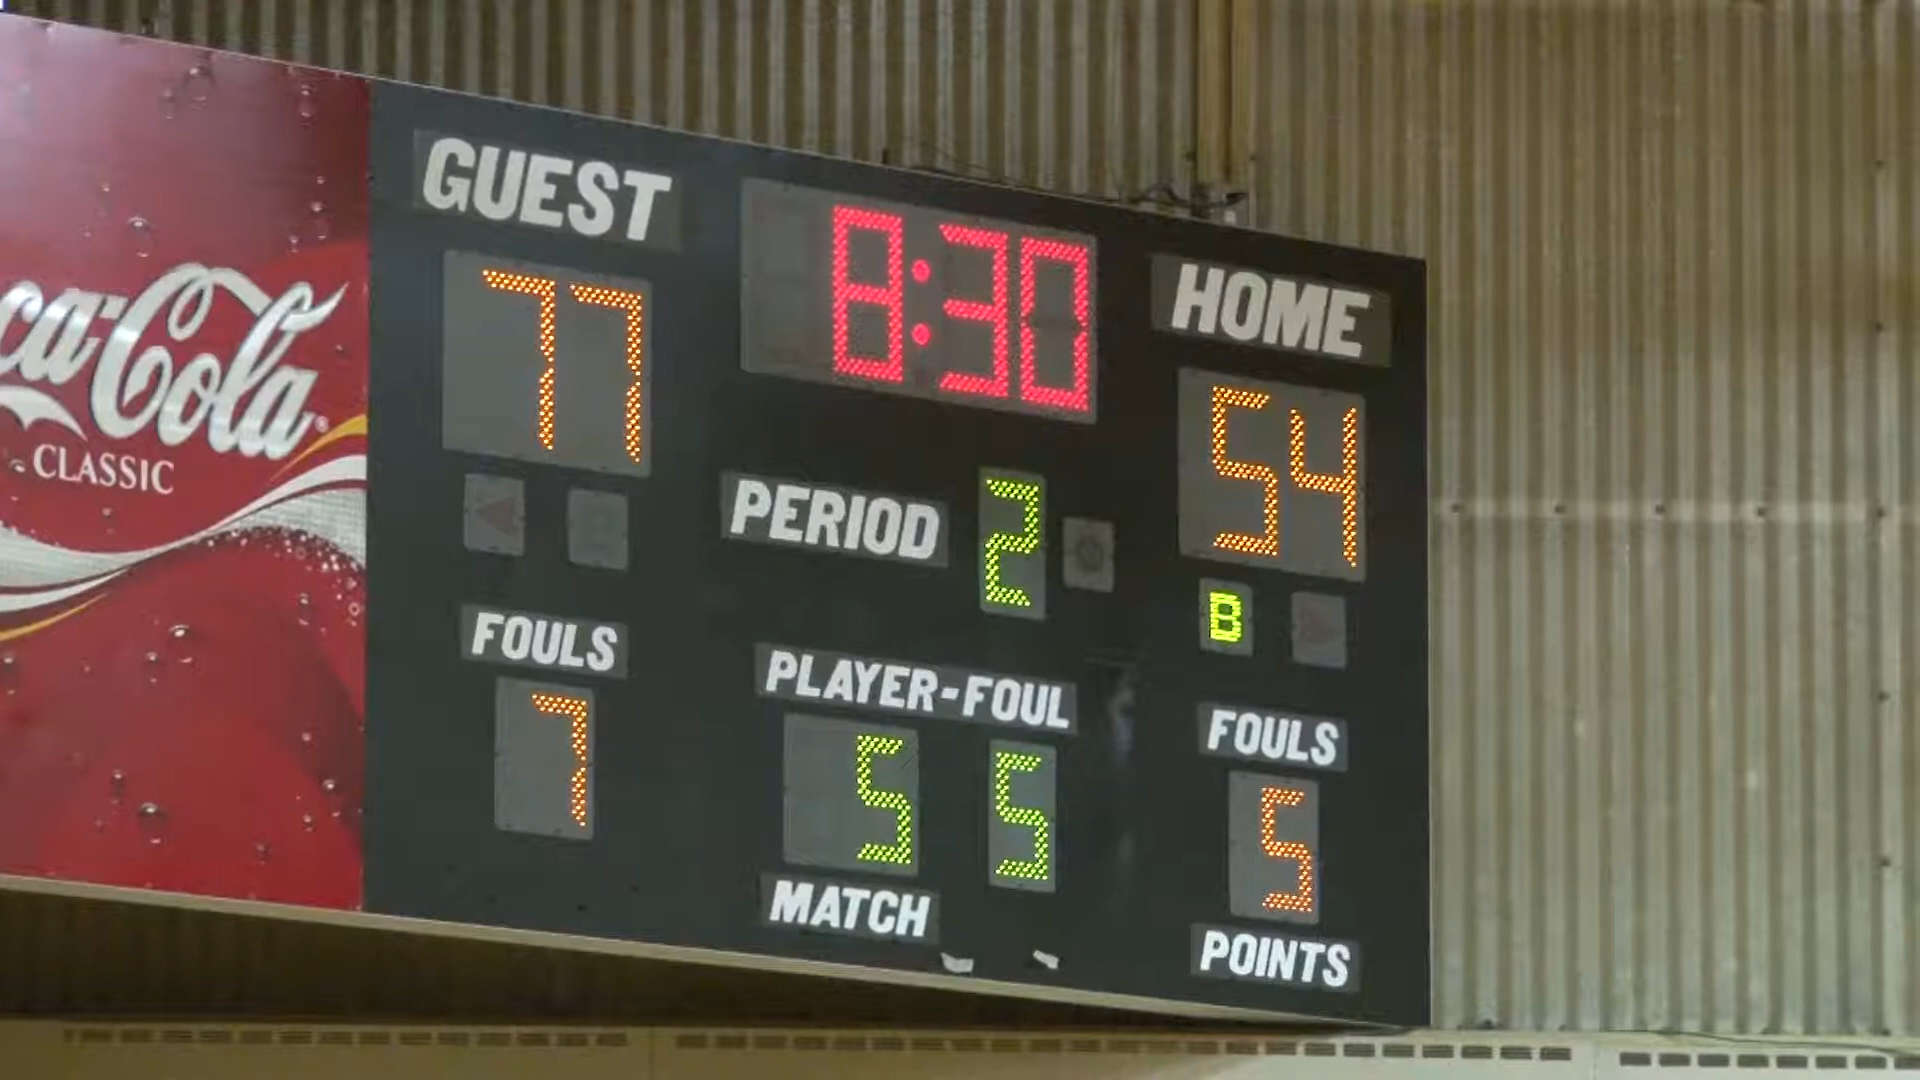 GUEST
8:30
HOME
77
54
Coca-Cola
CLASSIC
PERIOD 2
B
FOULS
PLAYER-FOUL
FOULS
7
5 5
5
MATCH
POINTS